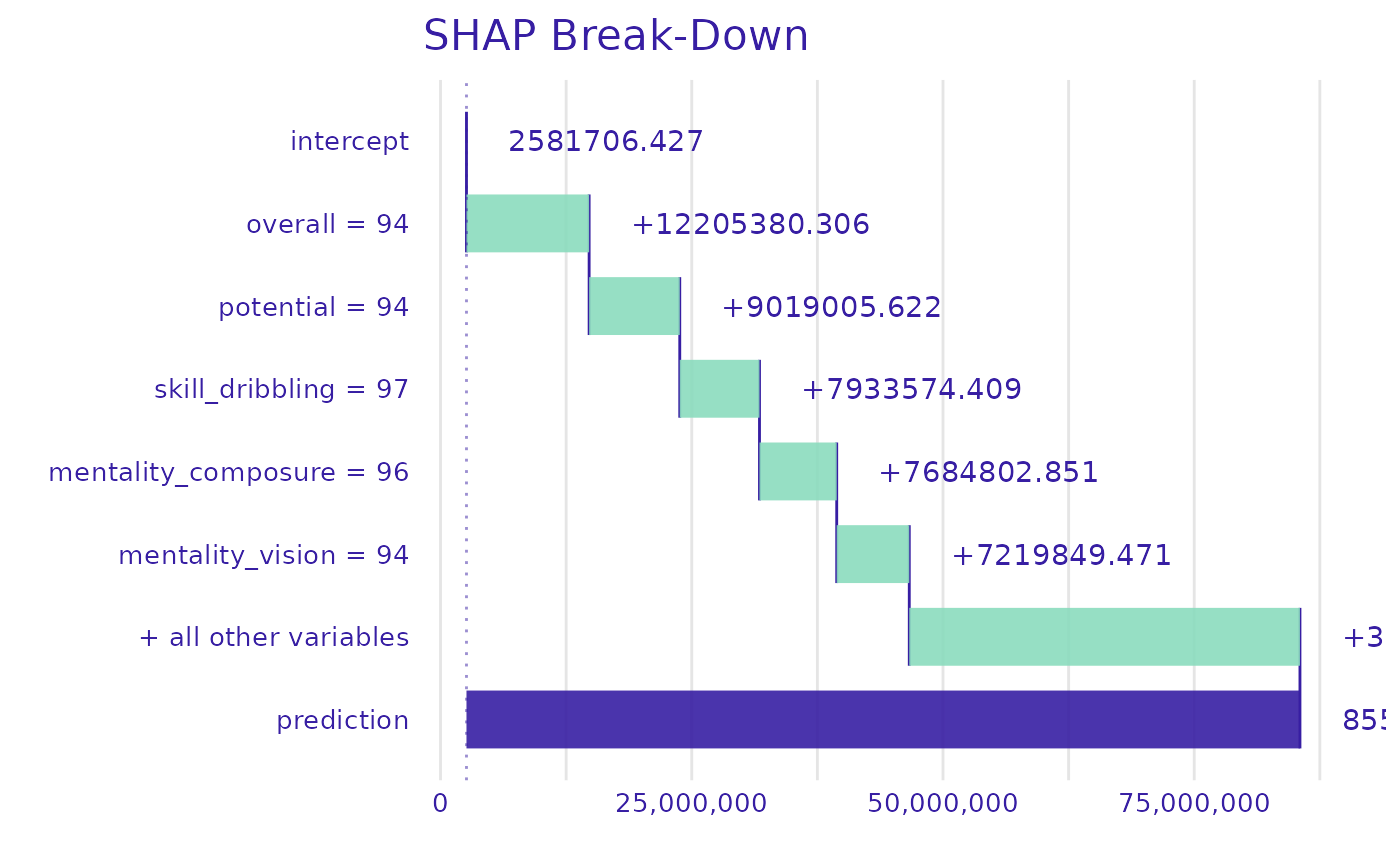 SHAP Break-Down
intercept 2581706.427
overall = 94 +12205380.306
potential = 94 +9019005.622
skill_dribbling = 97 +7933574.409
mentality_composure = 96 +7684802.851
mentality_vision = 94 +7219849.471
+ all other variables +3
prediction 855
0 25,000,000 50,000,000 75,000,000